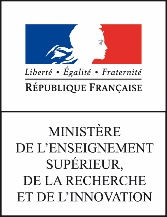 Liberté • Égalité • Fraternité
RÉPUBLIQUE FRANÇAISE
MINISTÈRE
DE L'ENSEIGNEMENT
SUPÉRIEUR,
DE LA RECHERCHE
ET DE L'INNOVATION